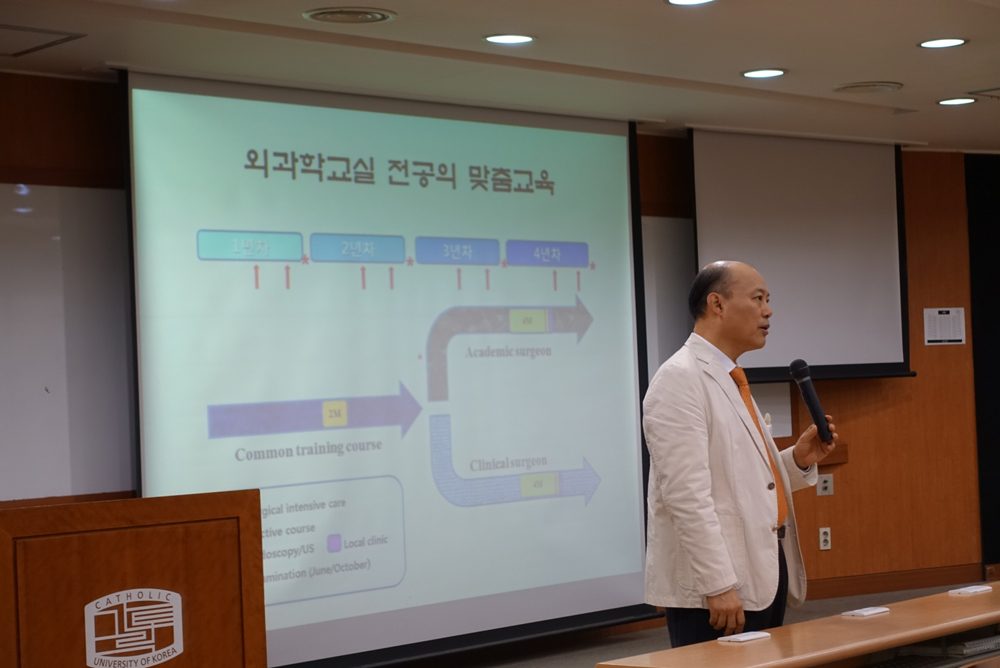 외과학교실 전공의 맞춤교육
1년차
2년차
3년차
4년차
4M
Academic surgeon
2M
Common training course
Clinical surgeon
4M
gical intensive care
ctive course
loscopy/US
Local clinic
mination (June/October)
CATHOLIC
UNIVERSITY OF KOREA